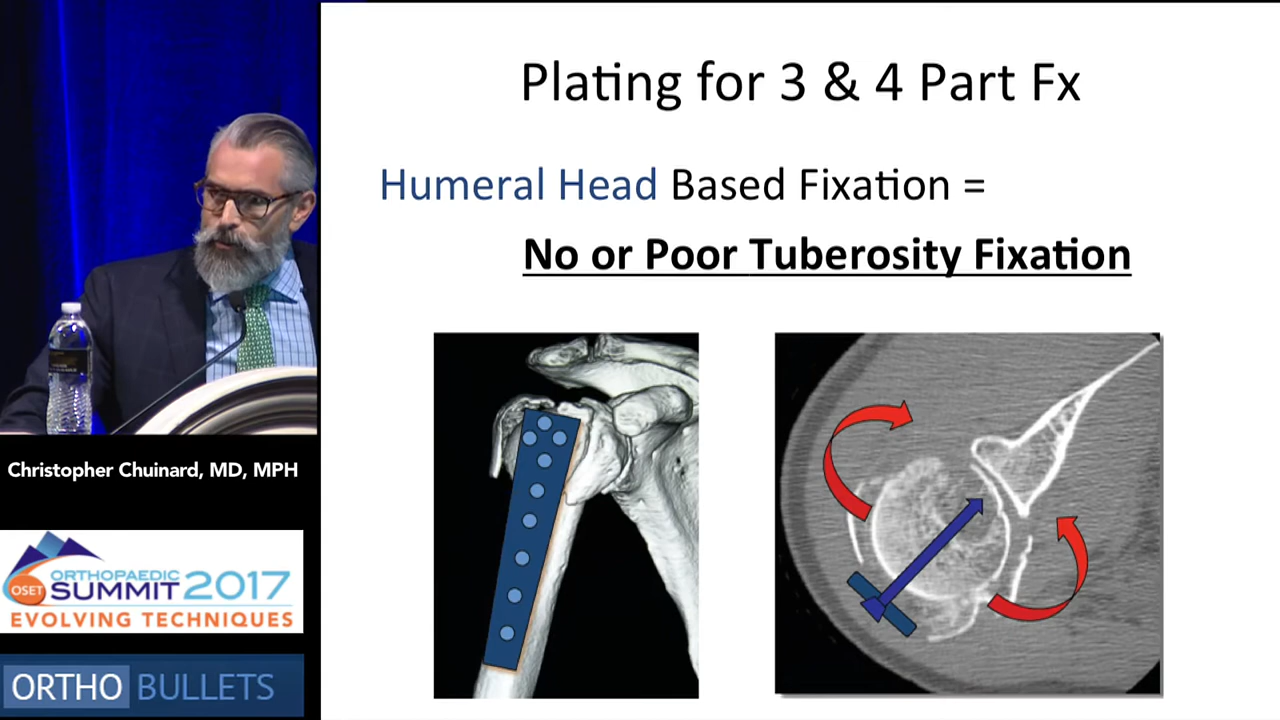 Plating for 3 & 4 Part Fx
Humeral Head Based Fixation =
No or Poor Tuberosity Fixation
Christopher Chuinard, MD, MPH
OSET
ORTHOPAEDIC
SUMMIT 2017
EVOLVING TECHNIQUES
ORTHO BULLETS